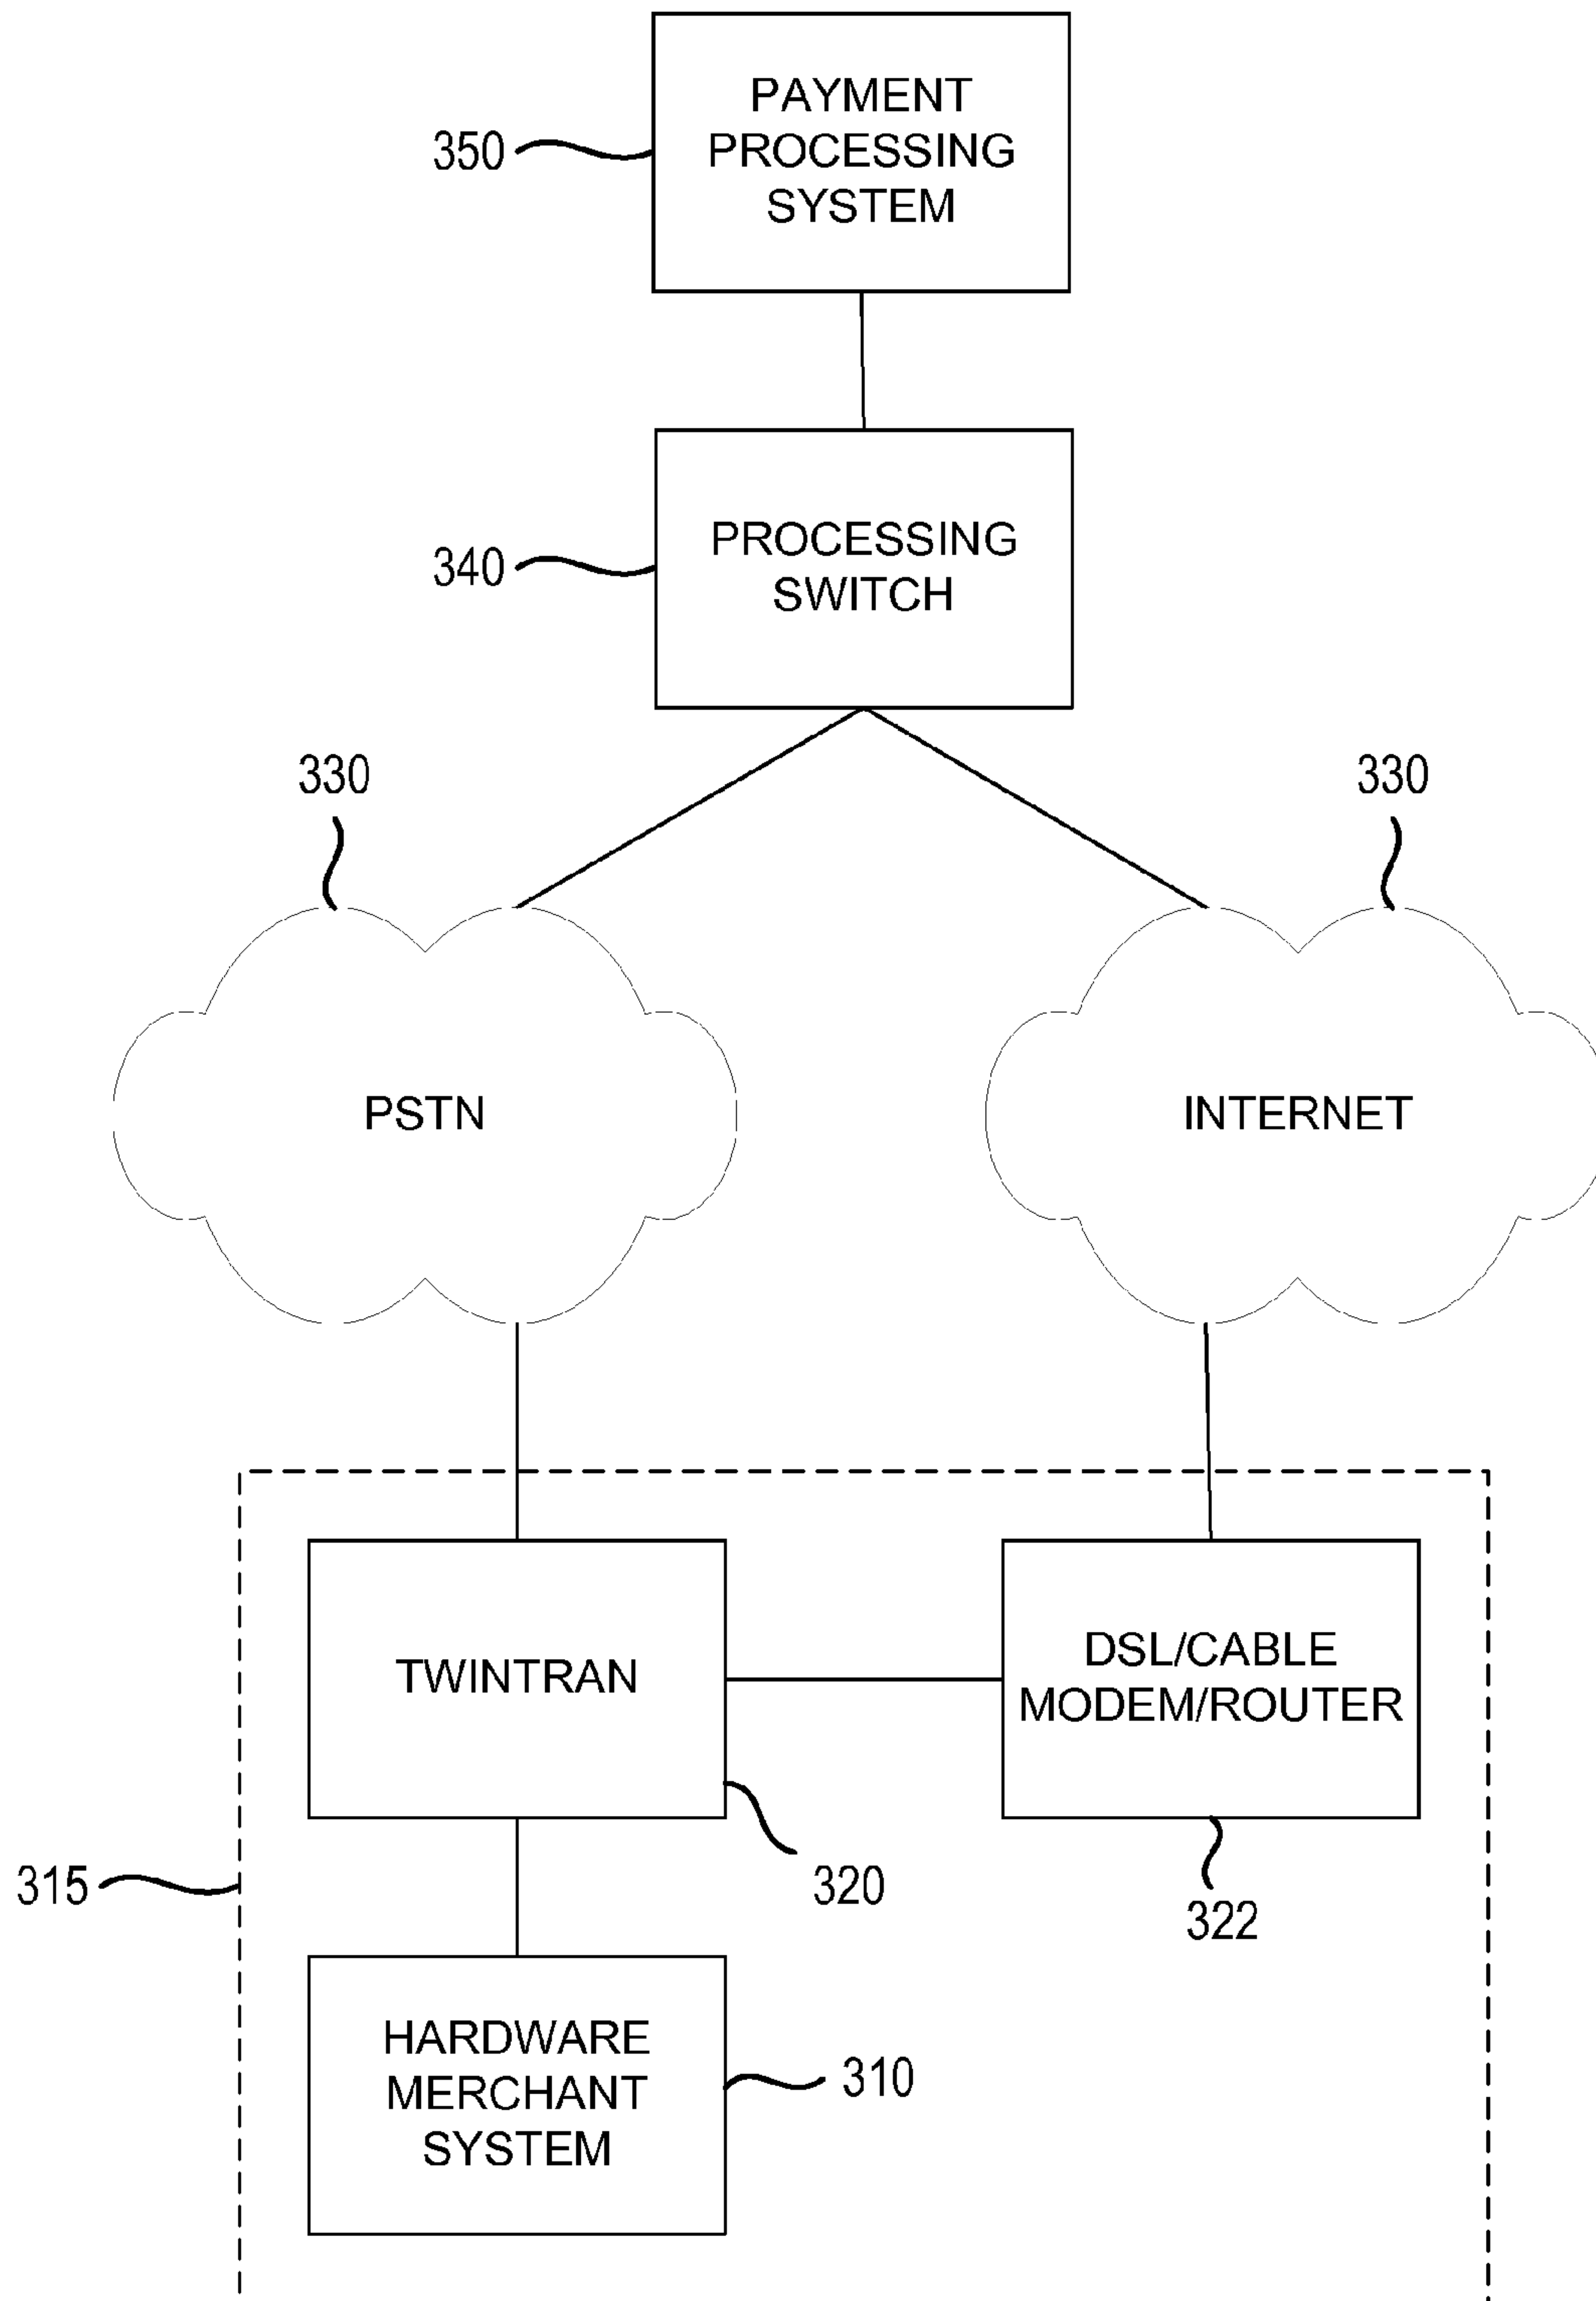 PAYMENT
PROCESSING
SYSTEM
350
PROCESSING
SWITCH
340
330
330
PSTN
INTERNET
TWINTRAN
DSL/CABLE
MODEM/ROUTER
315
320
322
HARDWARE
MERCHANT
SYSTEM
310